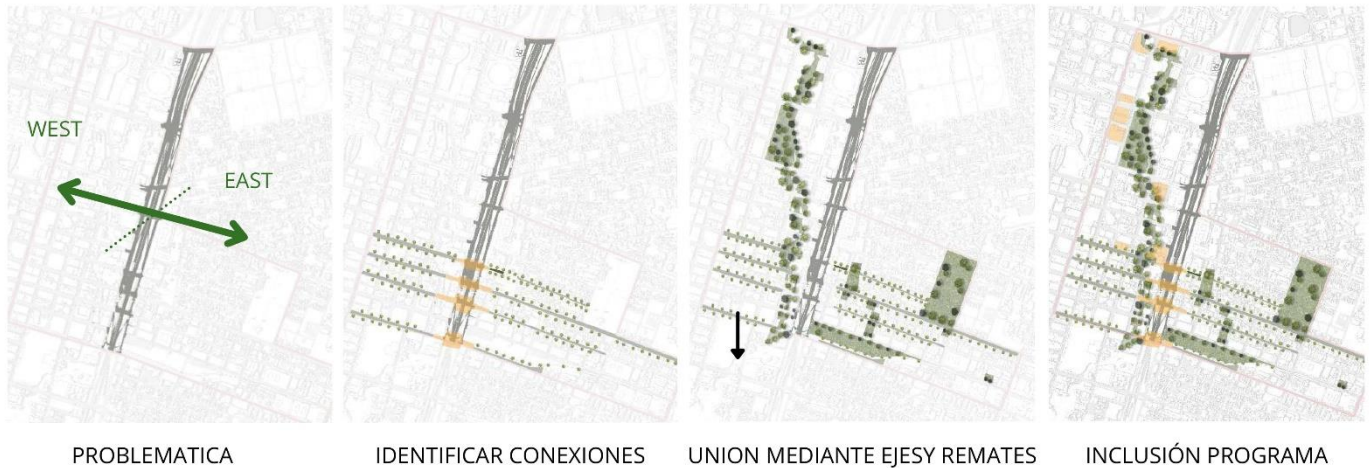 WEST
EAST
PROBLEMATICA
IDENTIFICAR CONEXIONES
UNION MEDIANTE EJESY REMATES
INCLUSIÓN PROGRAMA